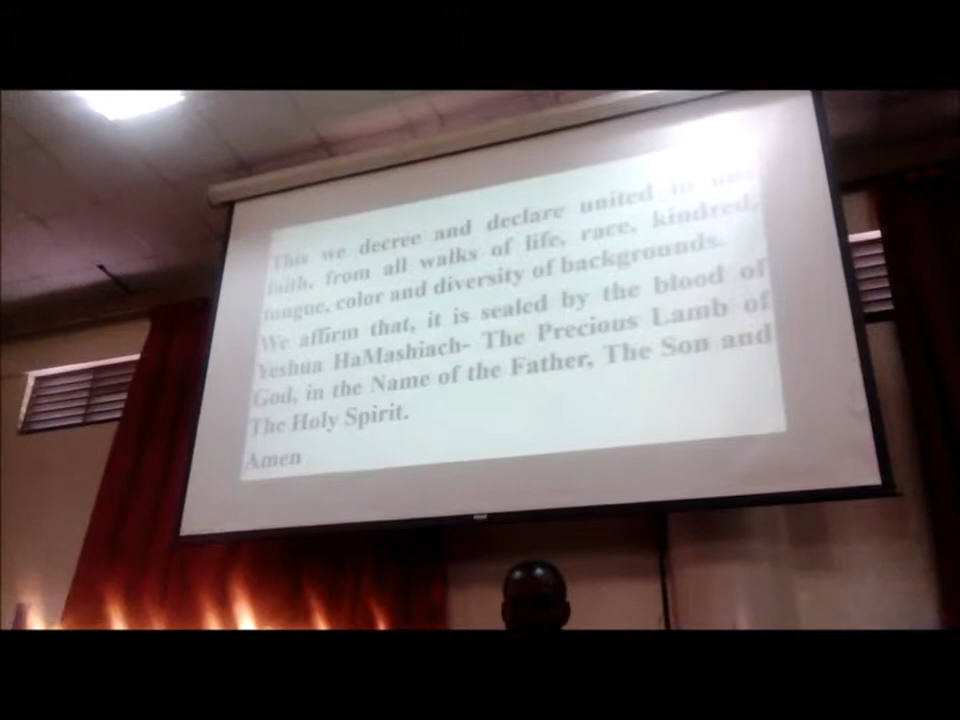 This we decree and declare united in
faith, from all walks of life, race, kindred,
tongue, color and diversity of backgrounds.
We affirm that, it is sealed by the blood of
Yeshua HaMashiach- The Precious Lamb of
God, in the Name of the Father, The Son and
The Holy Spirit.
Amen